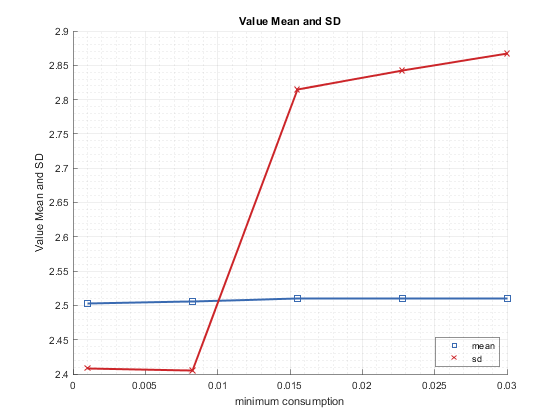 Value Mean and SD
2.9
2.85
2.8
2.75
2.7
2.65
2.6
2.55
2.5
2.45
2.4
Value Mean and SD
0 0.005 0.01 0.015 0.02 0.025 0.03
minimum consumption
mean
sd